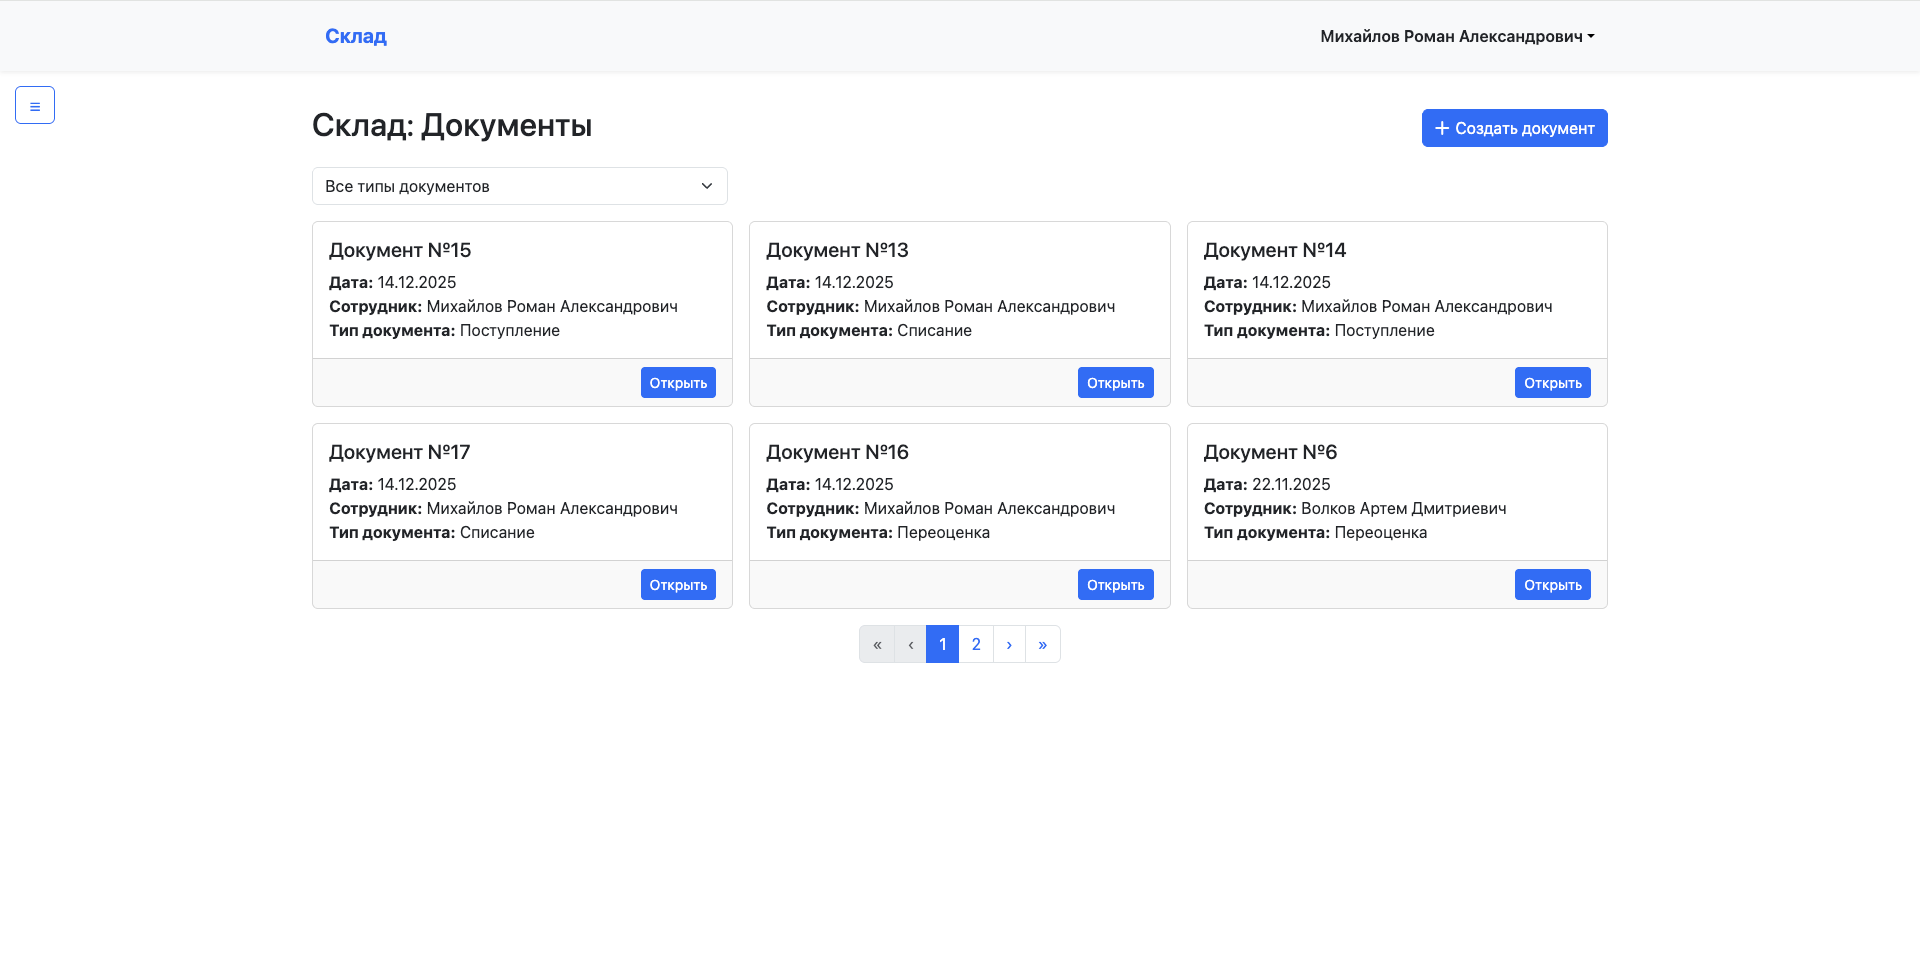 Склад
Михайлов Роман Александрович
≡
Склад: Документы
+ Создать документ
Все типы документов
Документ №15
Дата: 14.12.2025
Сотрудник: Михайлов Роман Александрович
Тип документа: Поступление
Открыть
Документ №13
Дата: 14.12.2025
Сотрудник: Михайлов Роман Александрович
Тип документа: Списание
Открыть
Документ №14
Дата: 14.12.2025
Сотрудник: Михайлов Роман Александрович
Тип документа: Поступление
Открыть
Документ №17
Дата: 14.12.2025
Сотрудник: Михайлов Роман Александрович
Тип документа: Списание
Открыть
Документ №16
Дата: 14.12.2025
Сотрудник: Михайлов Роман Александрович
Тип документа: Переоценка
Открыть
Документ №6
Дата: 22.11.2025
Сотрудник: Волков Артем Дмитриевич
Тип документа: Переоценка
Открыть
« ‹ 1 2 › »